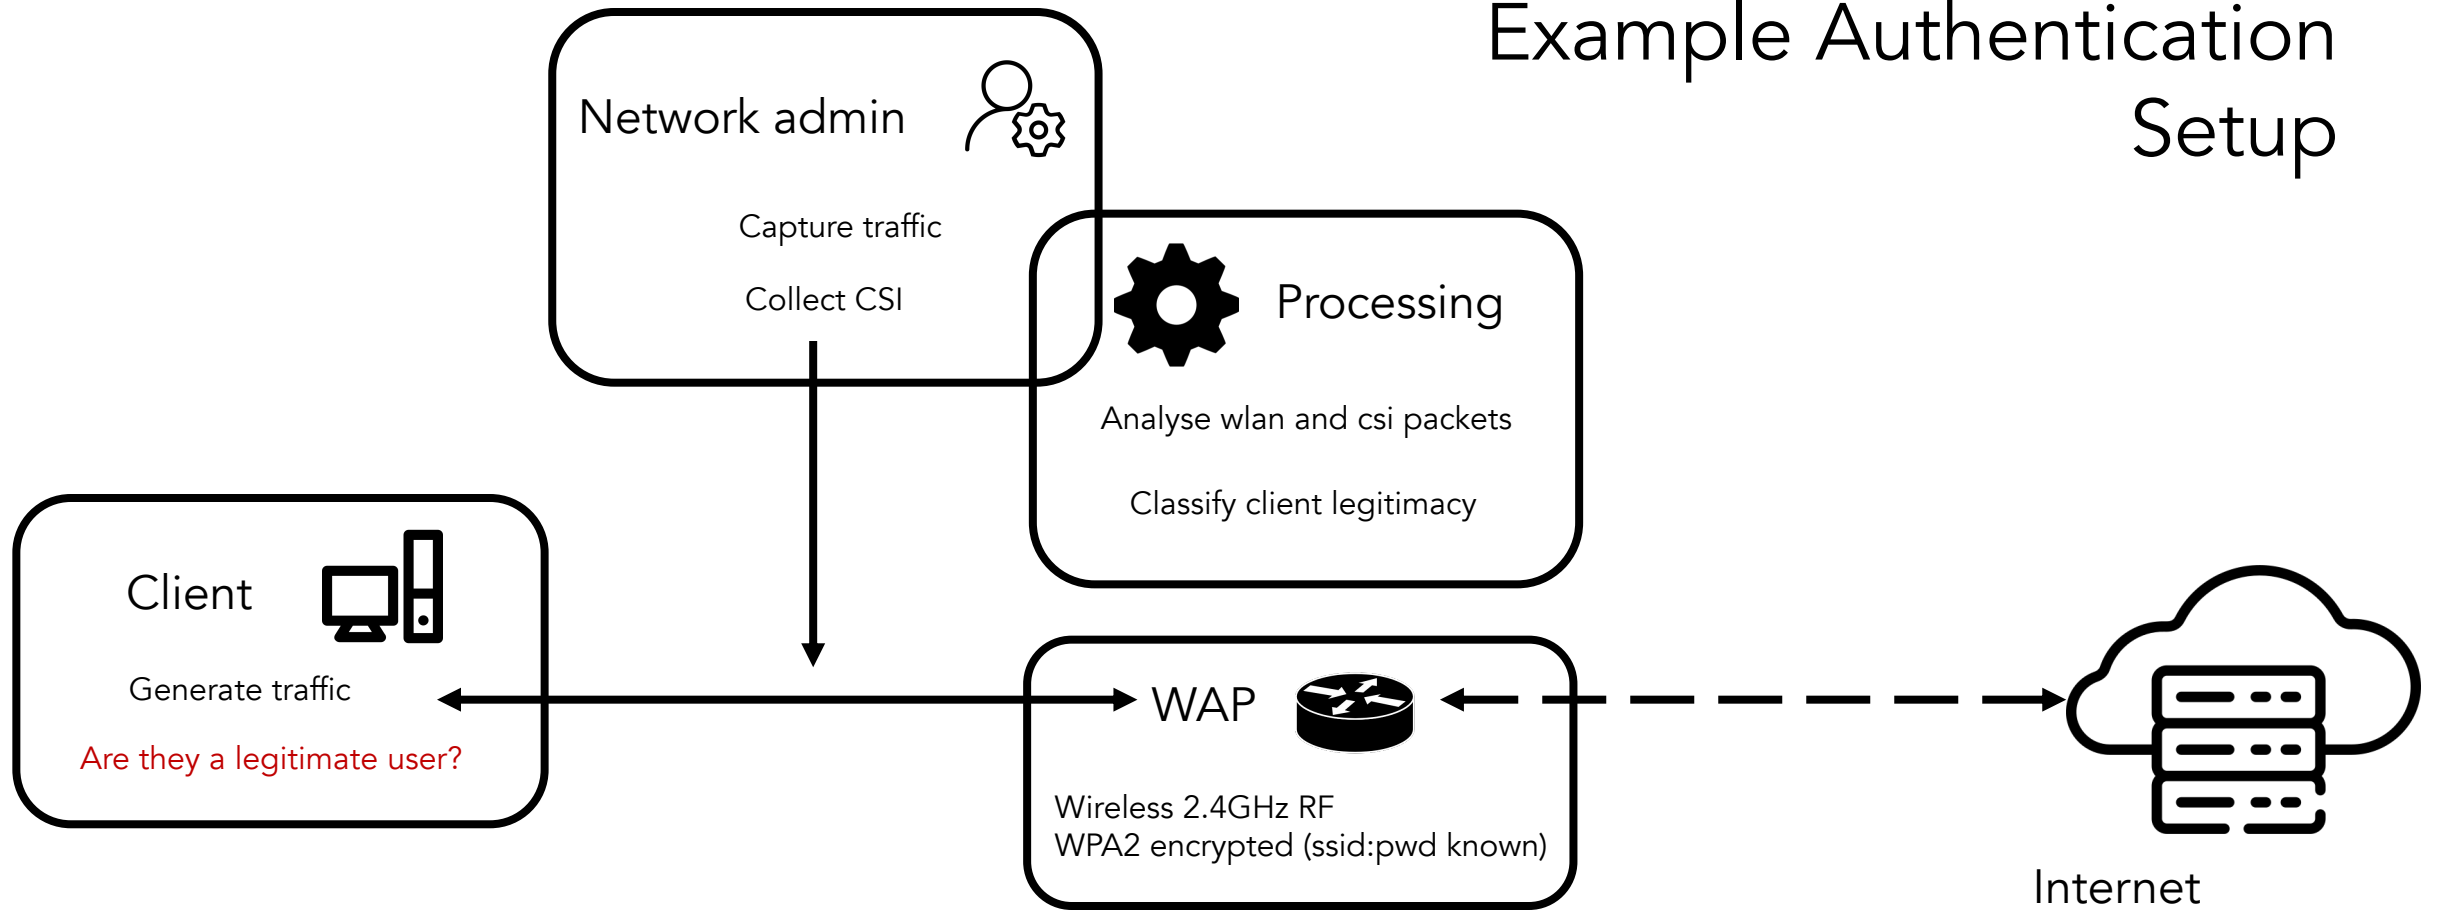 Example Authentication
Setup
Network admin
Capture traffic
Collect CSI
Processing
Analyse wlan and csi packets
Classify client legitimacy
Client
Generate traffic
Are they a legitimate user?
WAP
Wireless 2.4GHz RF
WPA2 encrypted (ssid:pwd known)
Internet